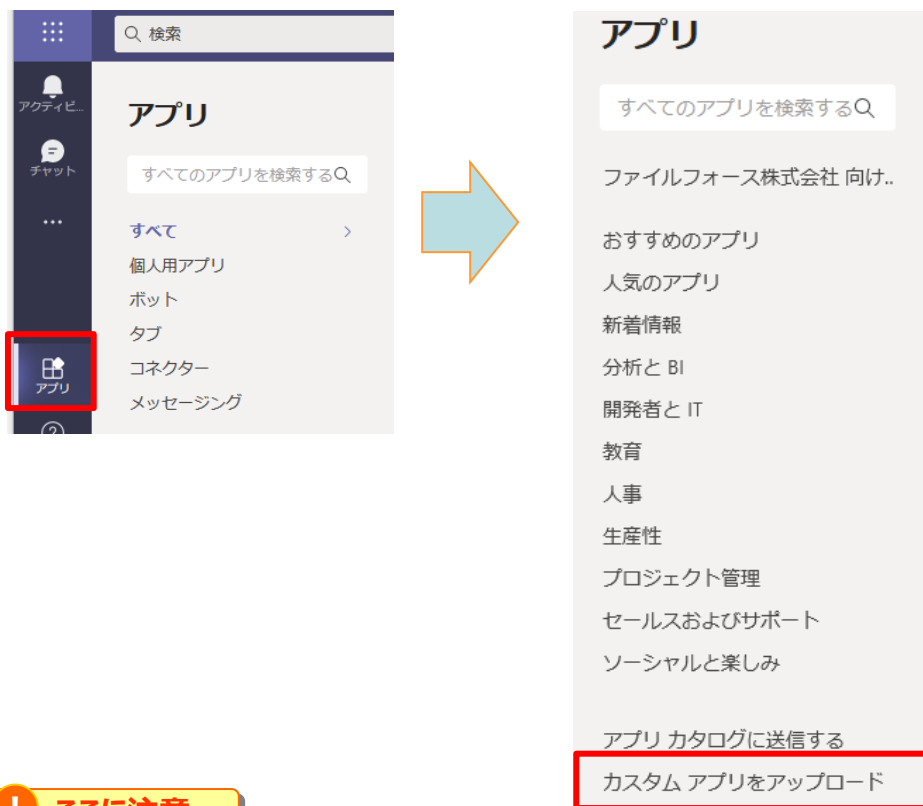 検索
アクティビ...
チャット
アプリ
アプリ
すべてのアプリを検索する
すべて
個人用アプリ
ボット
タブ
コネクター
メッセージング
アプリ
すべてのアプリを検索する
ファイルフォース株式会社 向け..
おすすめのアプリ
人気のアプリ
新着情報
分析と BI
開発者と IT
教育
人事
生産性
プロジェクト管理
セールスおよびサポート
ソーシャルと楽しみ
アプリ カタログに送信する
カスタム アプリをアップロード
ここに注意